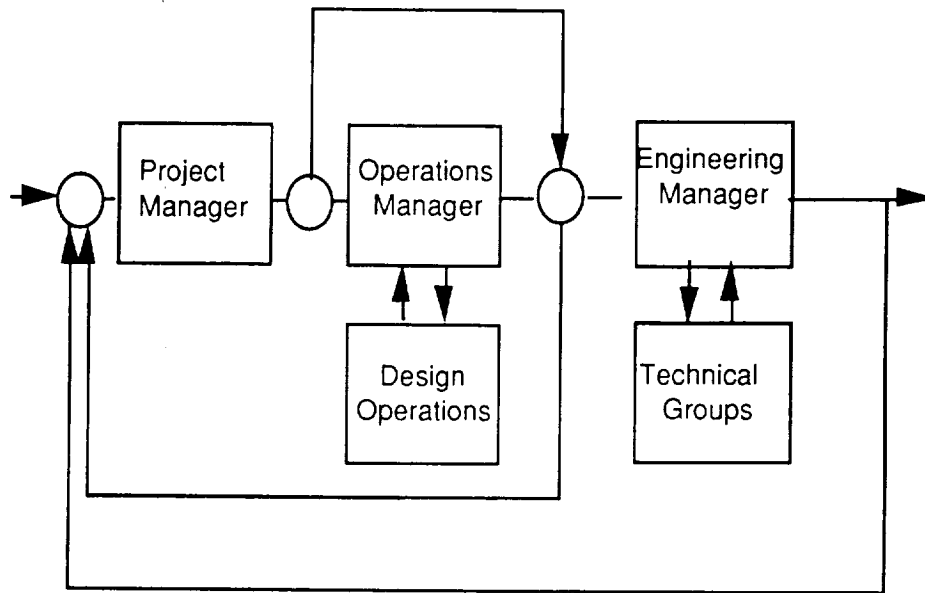 Project
Manager
Operations
Manager
Engineering
Manager
Design
Operations
Technical
Groups